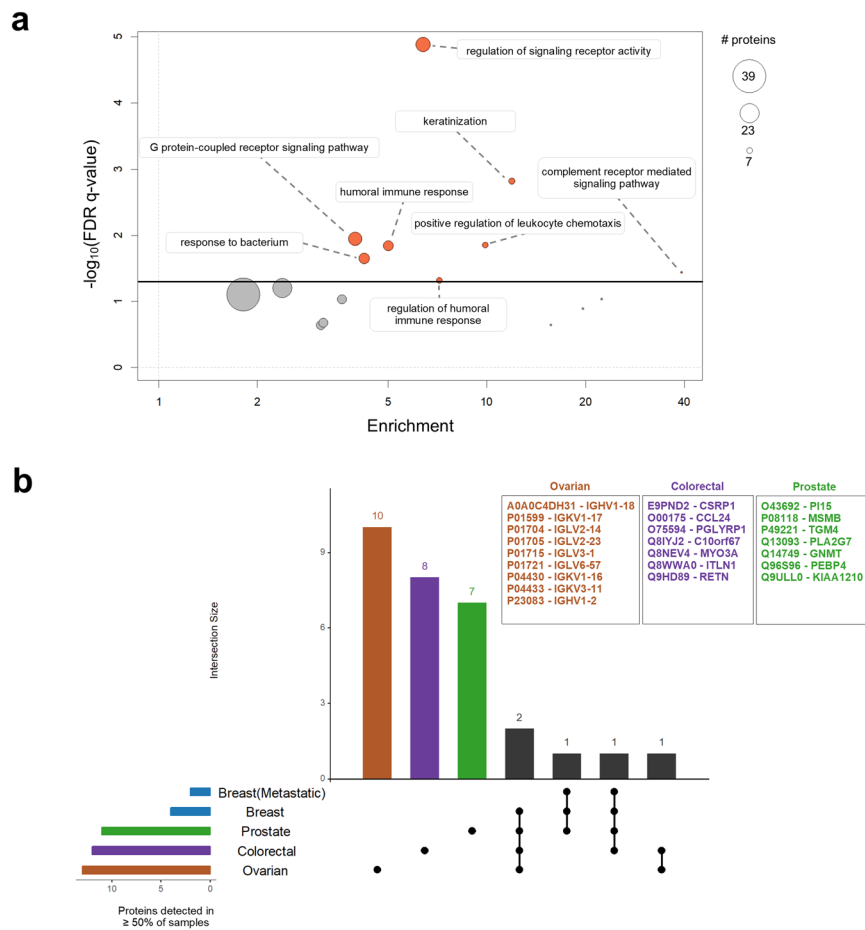 a
# proteins
39
23
7
-log10(FDR q-value)
5
4
3
2
1
0
regulation of signaling receptor activity
keratinization
G protein-coupled receptor signaling pathway
complement receptor mediated
signaling pathway
humoral immune response
positive regulation of leukocyte chemotaxis
response to bacterium
regulation of humoral
immune response
1
2
5
10
20
40
Enrichment
b
Ovarian
A0A0C4DH31 - IGHV1-18
P01599 - IGKV1-17
P01704 - IGLV2-14
P01705 - IGLV2-23
P01715 - IGLV3-1
P01721 - IGLV6-57
P04430 - IGKV1-16
P04433 - IGKV3-11
P23083 - IGHV1-2
Colorectal
E9PND2 - CSRP1
O00175 - CCL24
O75594 - PGLYRP1
Q8IYJ2 - C10orf67
Q8NEV4 - MYO3A
Q8WWA0 - ITLN1
Q9HD89 - RETN
Prostate
O43692 - PI15
P08118 - MSMB
P49221 - TGM4
Q13093 - PLA2G7
Q14749 - GNMT
Q96S96 - PEBP4
Q9ULL0 - KIAA1210
Intersection Size
9
6
3
0
10
8
7
2
1
1
1
Breast(Metastatic)
Breast
Prostate
Colorectal
Ovarian
10
5
0
Proteins detected in
≥ 50% of samples